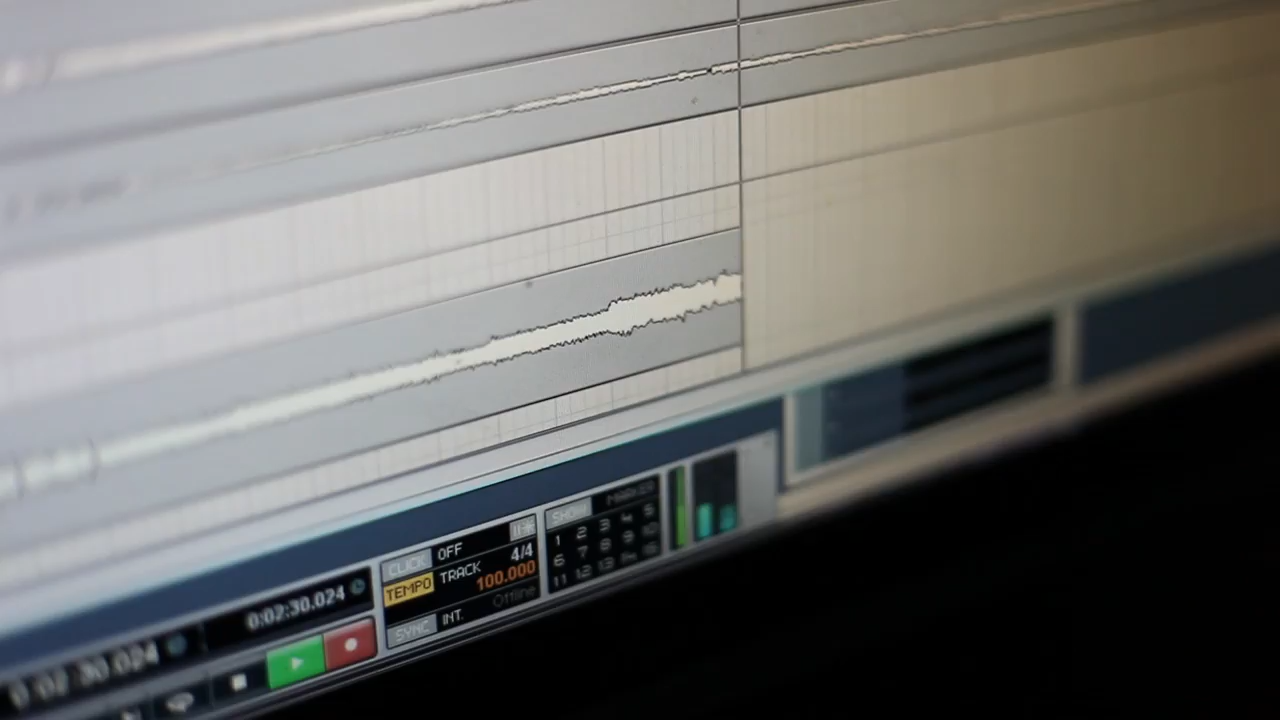 CLICK OFF
4/4
TEMPO TRACK
100.000
SYNC INT. Offline
SHOW MARKER
1 2 3 4 5
6 7 8 9 10
11 12 13 14 15
0:02:30.024
0:02:30.024